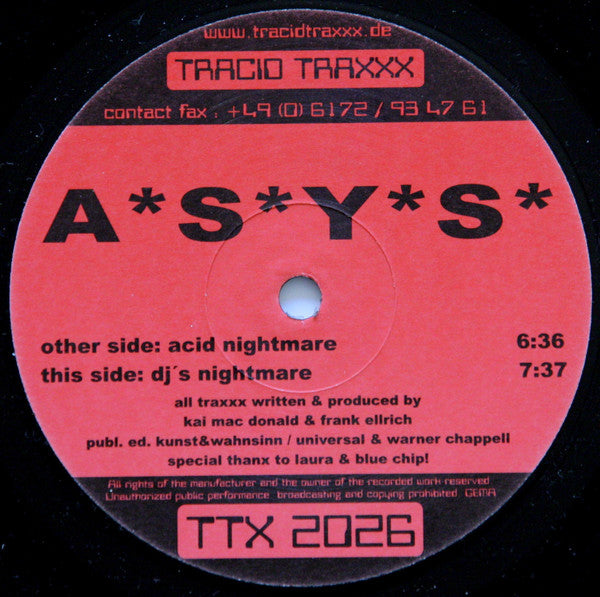 www.tracidtraxxx.de
TRACID TRAXXX
contact fax : +49 (0) 6172 / 93 47 61
A*S*Y*S*
other side: acid nightmare 6:36
this side: dj´s nightmare 7:37
all traxxx written & produced by
kai mac donald & frank ellrich
publ. ed. kunst&wahnsinn / universal & warner chappell
special thanx to laura & blue chip!
All rights of the manufacturer and the owner of the recorded work reserved.
Unauthorized public performance, broadcasting and copying prohibited. GEMA
TTX 2026